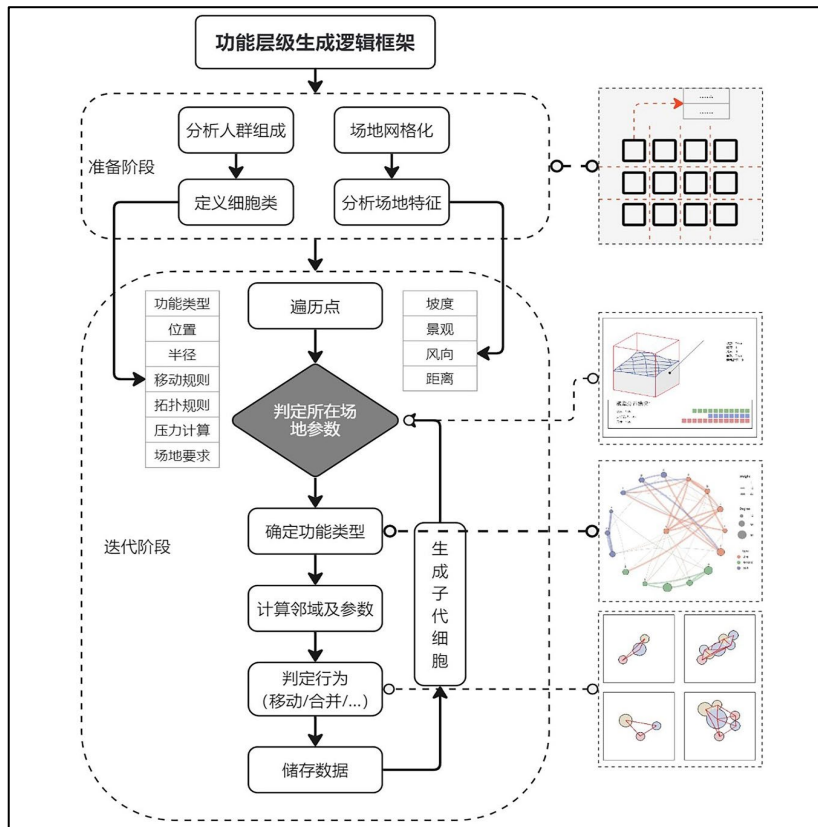 功能层级生成逻辑框架
准备阶段
分析人群组成
场地网格化
定义细胞类
分析场地特征
......
......
迭代阶段
功能类型
位置
半径
移动规则
拓扑规则
压力计算
场地要求
遍历点
坡度
景观
风向
距离
判定所在场
地参数
确定功能类型
计算邻域及参数
判定行为
（移动/合并/...）
储存数据
生
成
子
代
细
胞